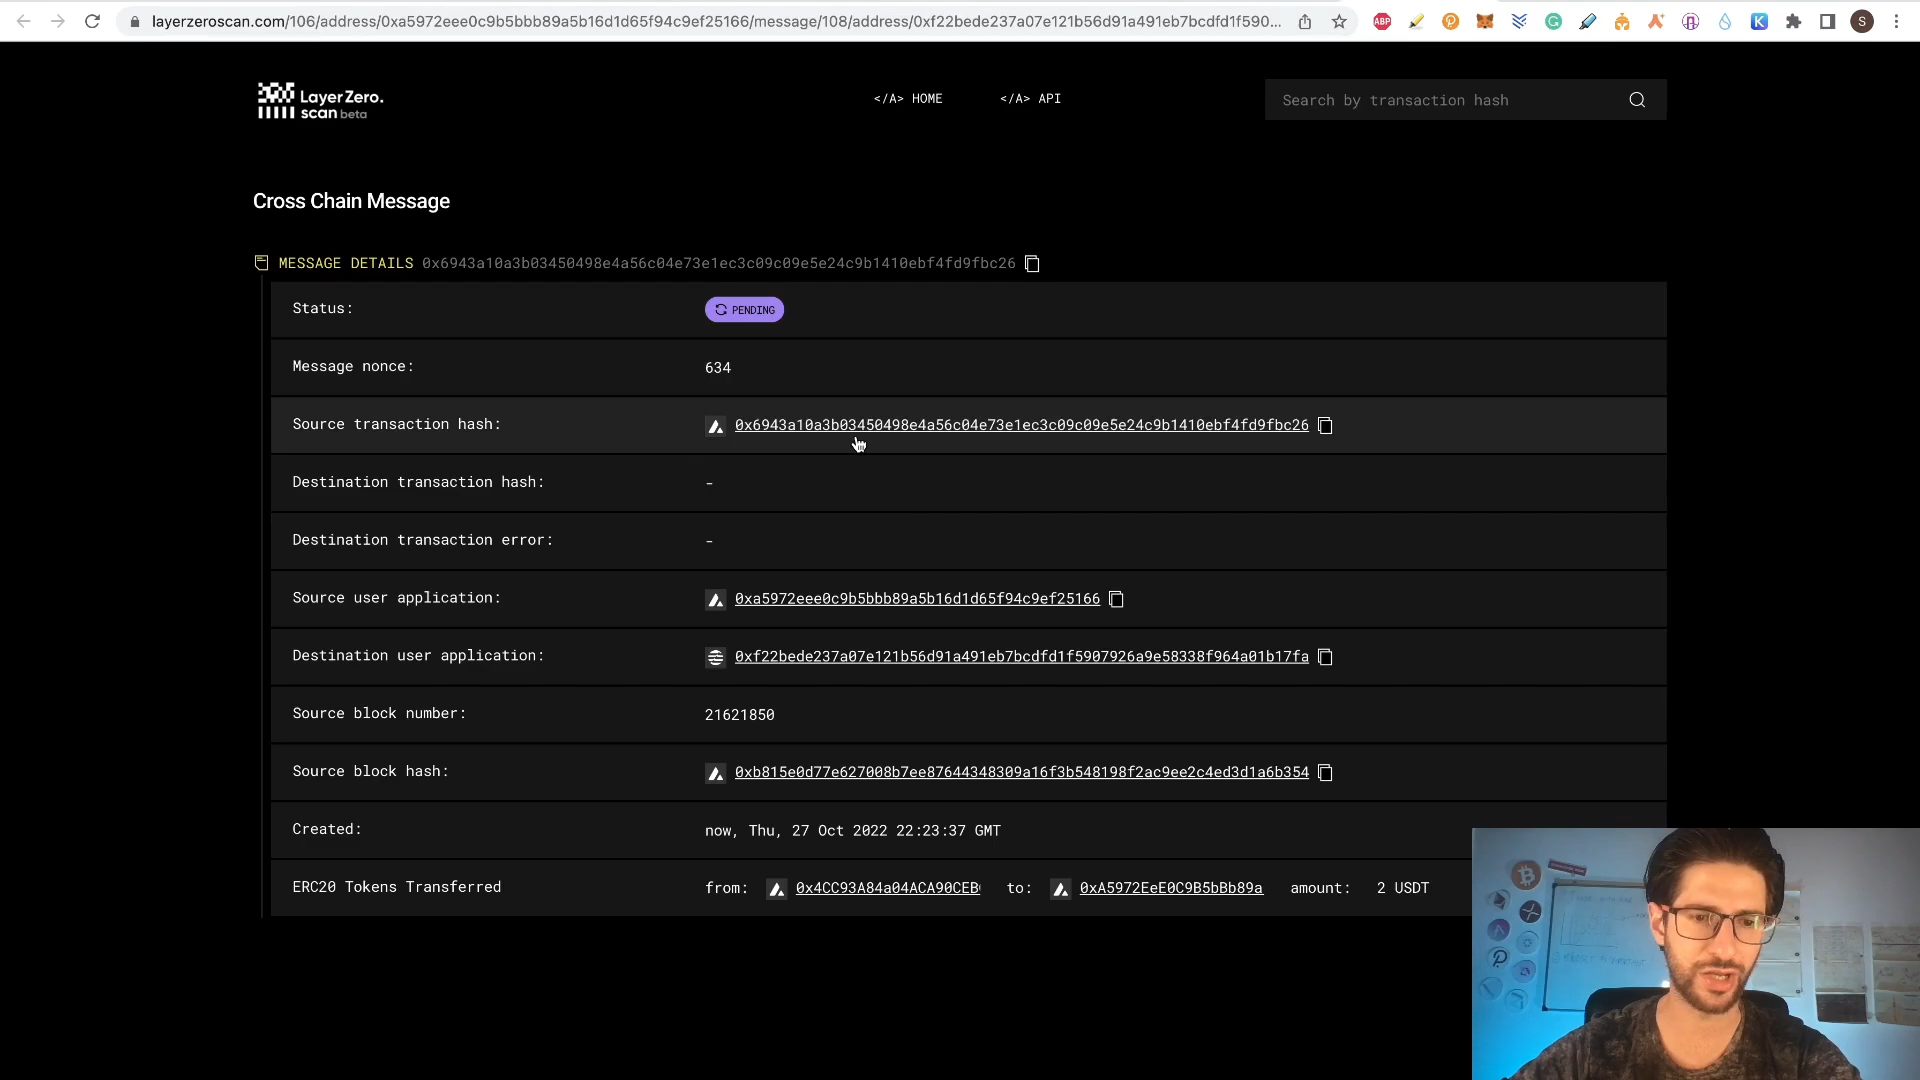 layerzeroscan.com/106/address/0xa5972eee0c9b5bbb89a5b16d1d65f94c9ef25166/message/108/address/0xf22bede237a07e121b56d91a491eb7bcdfd1f590...
ABP
K
S
LayerZero.
scan beta
</A> HOME
</A> API
Search by transaction hash
Cross Chain Message
MESSAGE DETAILS 0x6943a10a3b03450498e4a56c04e73e1ec3c09c09e5e24c9b1410ebf4fd9fbc26
Status: PENDING
Message nonce: 634
Source transaction hash: 0x6943a10a3b03450498e4a56c04e73e1ec3c09c09e5e24c9b1410ebf4fd9fbc26
Destination transaction hash: -
Destination transaction error: -
Source user application: 0xa5972eee0c9b5bbb89a5b16d1d65f94c9ef25166
Destination user application: 0xf22bede237a07e121b56d91a491eb7bcdfd1f5907926a9e58338f964a01b17fa
Source block number: 21621850
Source block hash: 0xb815e0d77e627008b7ee87644348309a16f3b548198f2ac9ee2c4ed3d1a6b354
Created: now, Thu, 27 Oct 2022 22:23:37 GMT
ERC20 Tokens Transferred from: 0x4CC93A84a04ACA90CEB to: 0xA5972EeE0C9B5bBb89a amount: 2 USDT